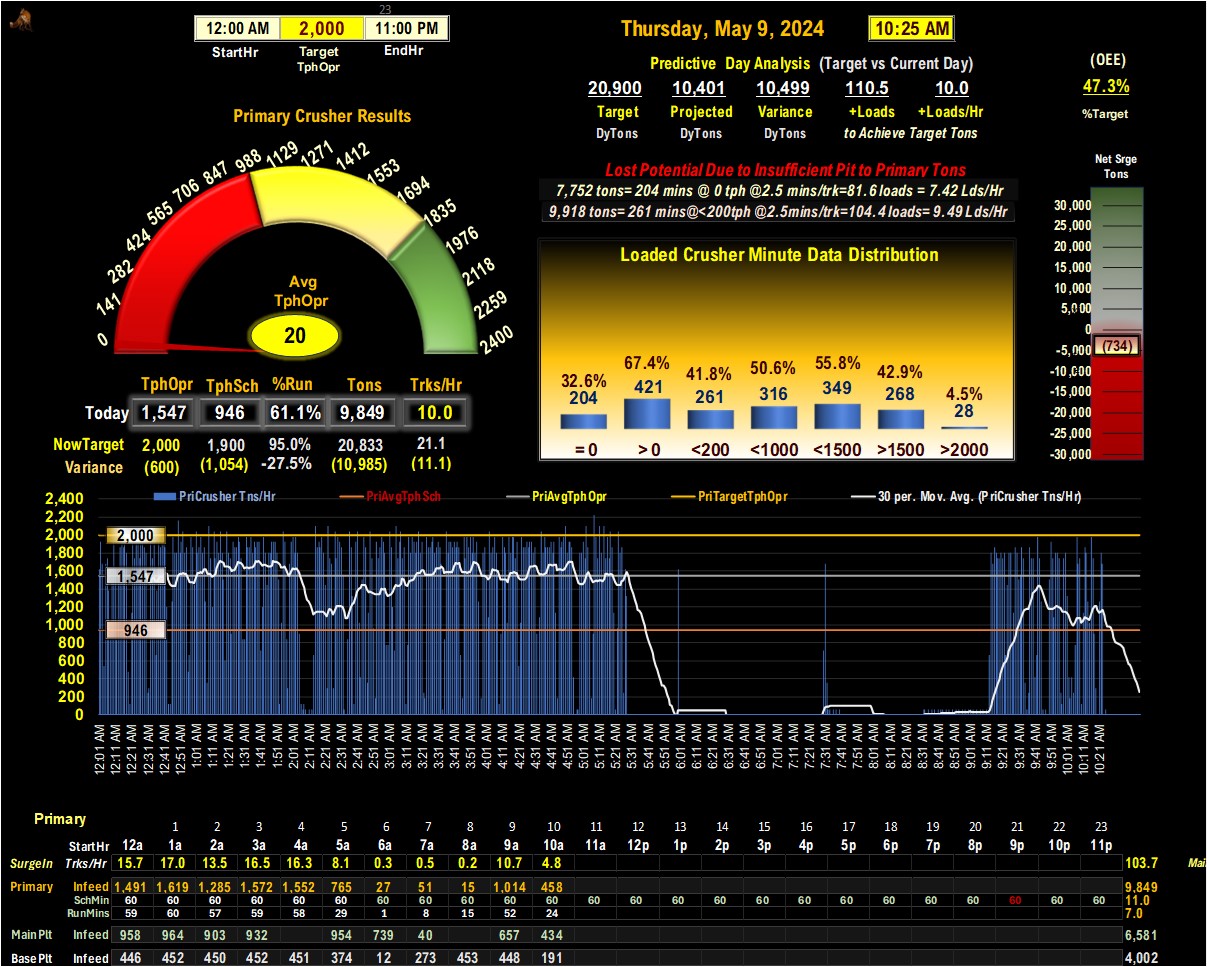 23
12:00 AM 2,000 11:00 PM
StartHr Target EndHr
TphOpr
Thursday, May 9, 2024 10:25 AM
Predictive Day Analysis (Target vs Current Day)
20,900 10,401 10,499 110.5 10.0
Target Projected Variance +Loads +Loads/Hr
DyTons DyTons DyTons to Achieve Target Tons
(OEE)
47.3%
%Target
Primary Crusher Results
0 141 282 424 565 706 847 988 1129 1271 1412 1553 1694 1835 1976 2118 2259 2400
Avg
TphOpr
20
TphOpr TphSch %Run Tons Trks/Hr
Today 1,547 946 61.1% 9,849 10.0
NowTarget 2,000 1,900 95.0% 20,833 21.1
Variance (600) (1,054) -27.5% (10,985) (11.1)
Lost Potential Due to Insufficient Pit to Primary Tons
7,752 tons= 204 mins @ 0 tph @2.5 mins/trk=81.6 loads = 7.42 Lds/Hr
9,918 tons= 261 mins@<200tph @2.5mins/trk=104.4 loads= 9.49 Lds/Hr
Loaded Crusher Minute Data Distribution
32.6% 67.4% 41.8% 50.6% 55.8% 42.9% 4.5%
204 421 261 316 349 268 28
= 0 > 0 <200 <1000 <1500 >1500 >2000
Net Srge
Tons
30,000
25,000
20,000
15,000
10,000
5,000
0
(734)
-5,000
-10,000
-15,000
-20,000
-25,000
-30,000
PriCrusher Tns/Hr PriAvgTphSch PriAvgTphOpr PriTargetTphOpr 30 per. Mov. Avg. (PriCrusher Tns/Hr)
2,400
2,200
2,000 2,000
1,800
1,600
1,547
1,400
1,200
1,000
946
800
600
400
200
0
12:01 AM 12:11 AM 12:21 AM 12:31 AM 12:41 AM 12:51 AM 1:01 AM 1:11 AM 1:21 AM 1:31 AM 1:41 AM 1:51 AM 2:01 AM 2:11 AM 2:21 AM 2:31 AM 2:41 AM 2:51 AM 3:01 AM 3:11 AM 3:21 AM 3:31 AM 3:41 AM 3:51 AM 4:01 AM 4:11 AM 4:21 AM 4:31 AM 4:41 AM 4:51 AM 5:01 AM 5:11 AM 5:21 AM 5:31 AM 5:41 AM 5:51 AM 6:01 AM 6:11 AM 6:21 AM 6:31 AM 6:41 AM 6:51 AM 7:01 AM 7:11 AM 7:21 AM 7:31 AM 7:41 AM 7:51 AM 8:01 AM 8:11 AM 8:21 AM 8:31 AM 8:41 AM 8:51 AM 9:01 AM 9:11 AM 9:21 AM 9:31 AM 9:41 AM 9:51 AM 10:01 AM 10:11 AM 10:21 AM
Primary
1 2 3 4 5 6 7 8 9 10 11 12 13 14 15 16 17 18 19 20 21 22 23
StartHr 12a 1a 2a 3a 4a 5a 6a 7a 8a 9a 10a 11a 12p 1p 2p 3p 4p 5p 6p 7p 8p 9p 10p 11p
SurgeIn Trks/Hr 15.7 17.0 13.5 16.5 16.3 8.1 0.3 0.5 0.2 10.7 4.8 103.7
Primary Infeed 1,491 1,619 1,285 1,572 1,552 765 27 51 15 1,014 458 9,849
SchMin 60 60 60 60 60 60 60 60 60 60 60 60 60 60 60 60 60 60 60 60 60 60 60 60 11.0
RunMins 59 60 57 59 58 29 1 8 15 52 24 7.0
MainPlt Infeed 958 964 903 932 954 739 40 657 434 6,581
BasePlt Infeed 446 452 450 452 451 374 12 273 453 448 191 4,002